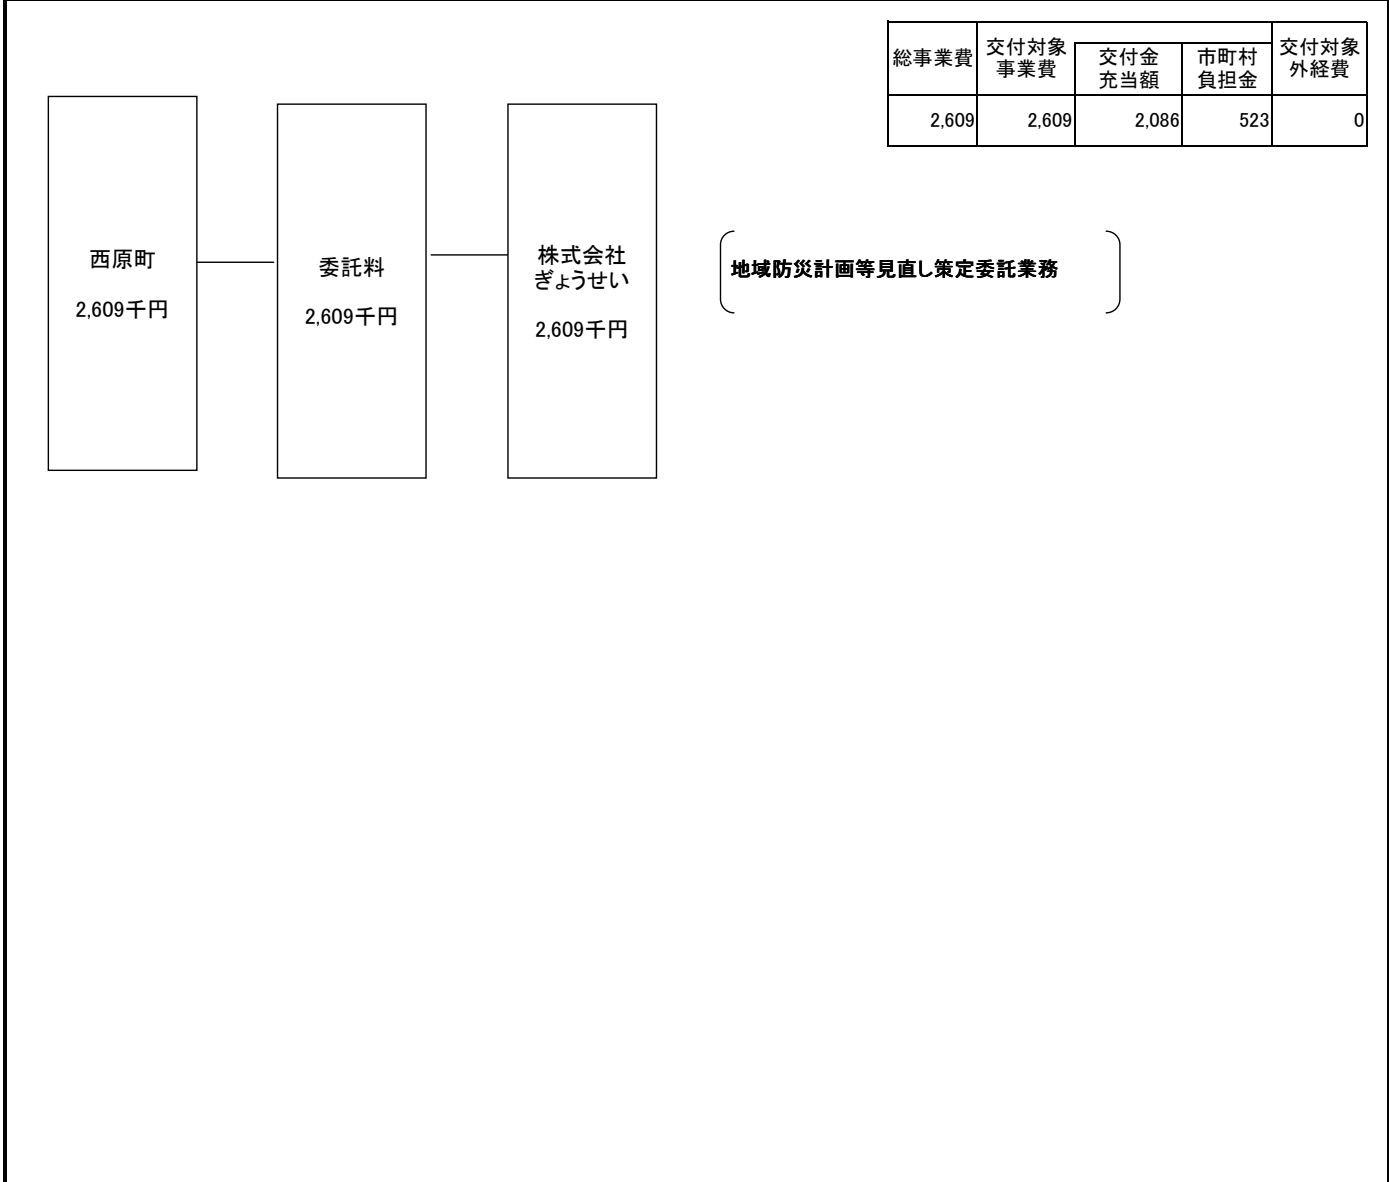 総事業費
交付対象
事業費
交付金
充当額
市町村
負担金
交付対象
外経費
2,609
2,609
2,086
523
0
西原町
2,609千円
委託料
2,609千円
株式会社
ぎょうせい
2,609千円
地域防災計画等見直し策定委託業務